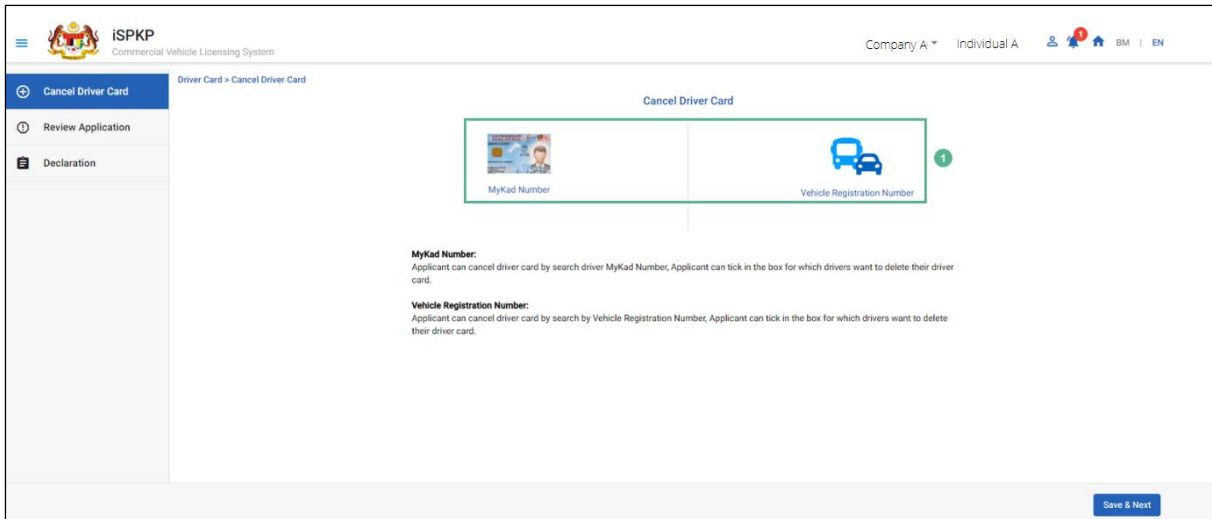 iSPKP
Commercial Vehicle Licensing System
Company A
Individual A
1
BM | EN
Cancel Driver Card
Review Application
Declaration
Driver Card > Cancel Driver Card
Cancel Driver Card
MyKad Number
Vehicle Registration Number
1
MyKad Number:
Applicant can cancel driver card by search driver MyKad Number, Applicant can tick in the box for which drivers want to delete their driver
card.
Vehicle Registration Number:
Applicant can cancel driver card by search by Vehicle Registration Number, Applicant can tick in the box for which drivers want to delete
their driver card.
Save & Next